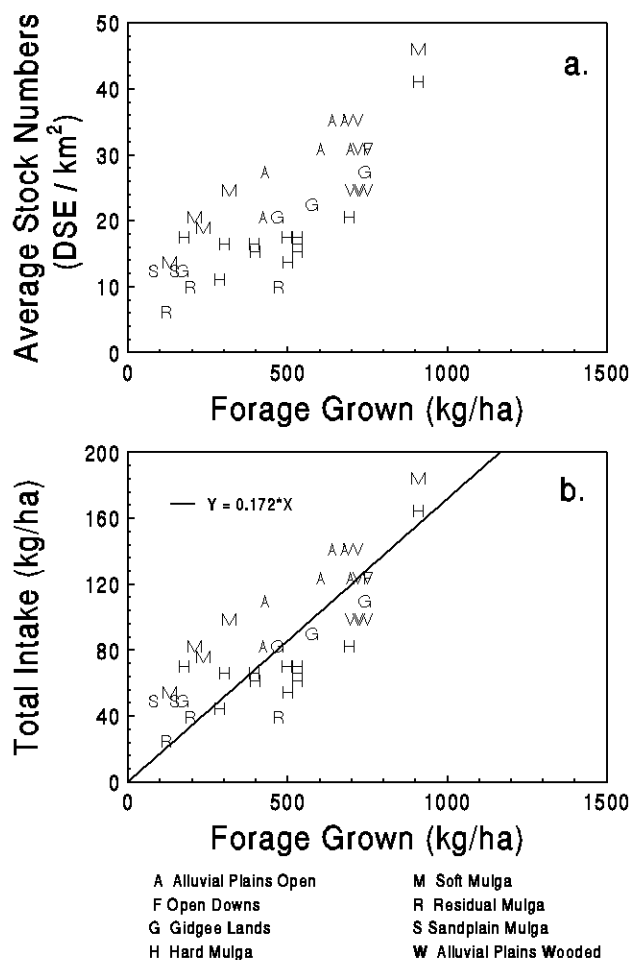 50
a.
40
30
20
10
0
Average Stock Numbers
(DSE / km²)
0 500 1000 1500
Forage Grown (kg/ha)
200
b.
Y = 0.172*X
160
120
80
40
0
Total Intake (kg/ha)
0 500 1000 1500
Forage Grown (kg/ha)
A Alluvial Plains Open M Soft Mulga
F Open Downs R Residual Mulga
G Gidgee Lands S Sandplain Mulga
H Hard Mulga W Alluvial Plains Wooded